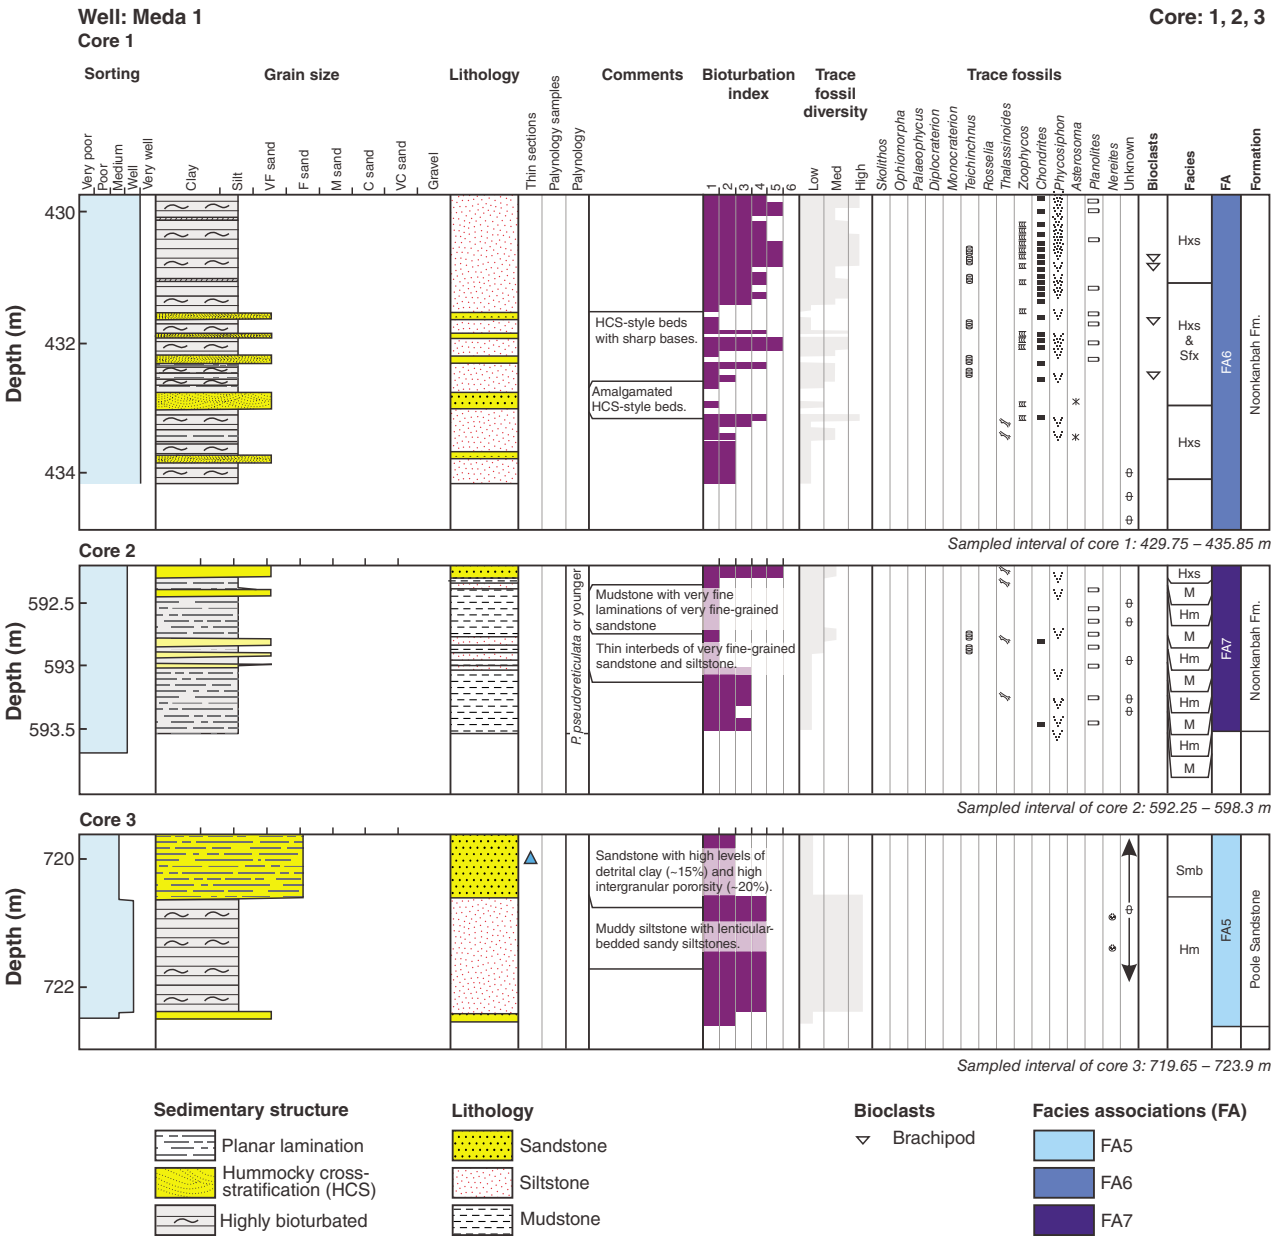 Well: Meda 1
Core: 1, 2, 3
Core 1
Sorting
Grain size
Lithology
Comments
Bioturbation
index
Trace
fossil
diversity
Trace fossils
Very poor
Poor
Medium
Well
Very well
Clay
Silt
VF sand
F sand
M sand
C sand
VC sand
Gravel
Thin sections
Palynology samples
Palynology
1
2
3
4
5
6
Low
Med
High
Skolithos
Ophiomorpha
Palaeophycus
Diplocraterion
Monocraterion
Teichichnus
Rosselia
Thalassinoides
Zoophycos
Chondrites
Phycosiphon
Asterosoma
Planolites
Nereites
Unknown
Bioclasts
Facies
FA
Formation
Depth (m)
430
432
434
HCS-style beds
with sharp bases.
Amalgamated
HCS-style beds.
Hxs
Hxs
&
Sfx
Hxs
FA6
Noonkanbah Fm.
Sampled interval of core 1: 429.75 – 435.85 m
Core 2
Depth (m)
592.5
593
593.5
P. pseudoreticulata or younger
Mudstone with very fine
laminations of very fine-grained
sandstone
Thin interbeds of very fine-grained
sandstone and siltstone.
Hxs
M
Hm
M
Hm
M
Hm
M
Hm
M
FA7
Noonkanbah Fm.
Sampled interval of core 2: 592.25 – 598.3 m
Core 3
Depth (m)
720
722
Sandstone with high levels of
detrital clay (~15%) and high
intergranular pororsity (~20%).
Muddy siltstone with lenticular-
bedded sandy siltstones.
Smb
Hm
FA5
Poole Sandstone
Sampled interval of core 3: 719.65 – 723.9 m
Sedimentary structure
Planar lamination
Hummocky cross-
stratification (HCS)
Highly bioturbated
Lithology
Sandstone
Siltstone
Mudstone
Bioclasts
Brachipod
Facies associations (FA)
FA5
FA6
FA7